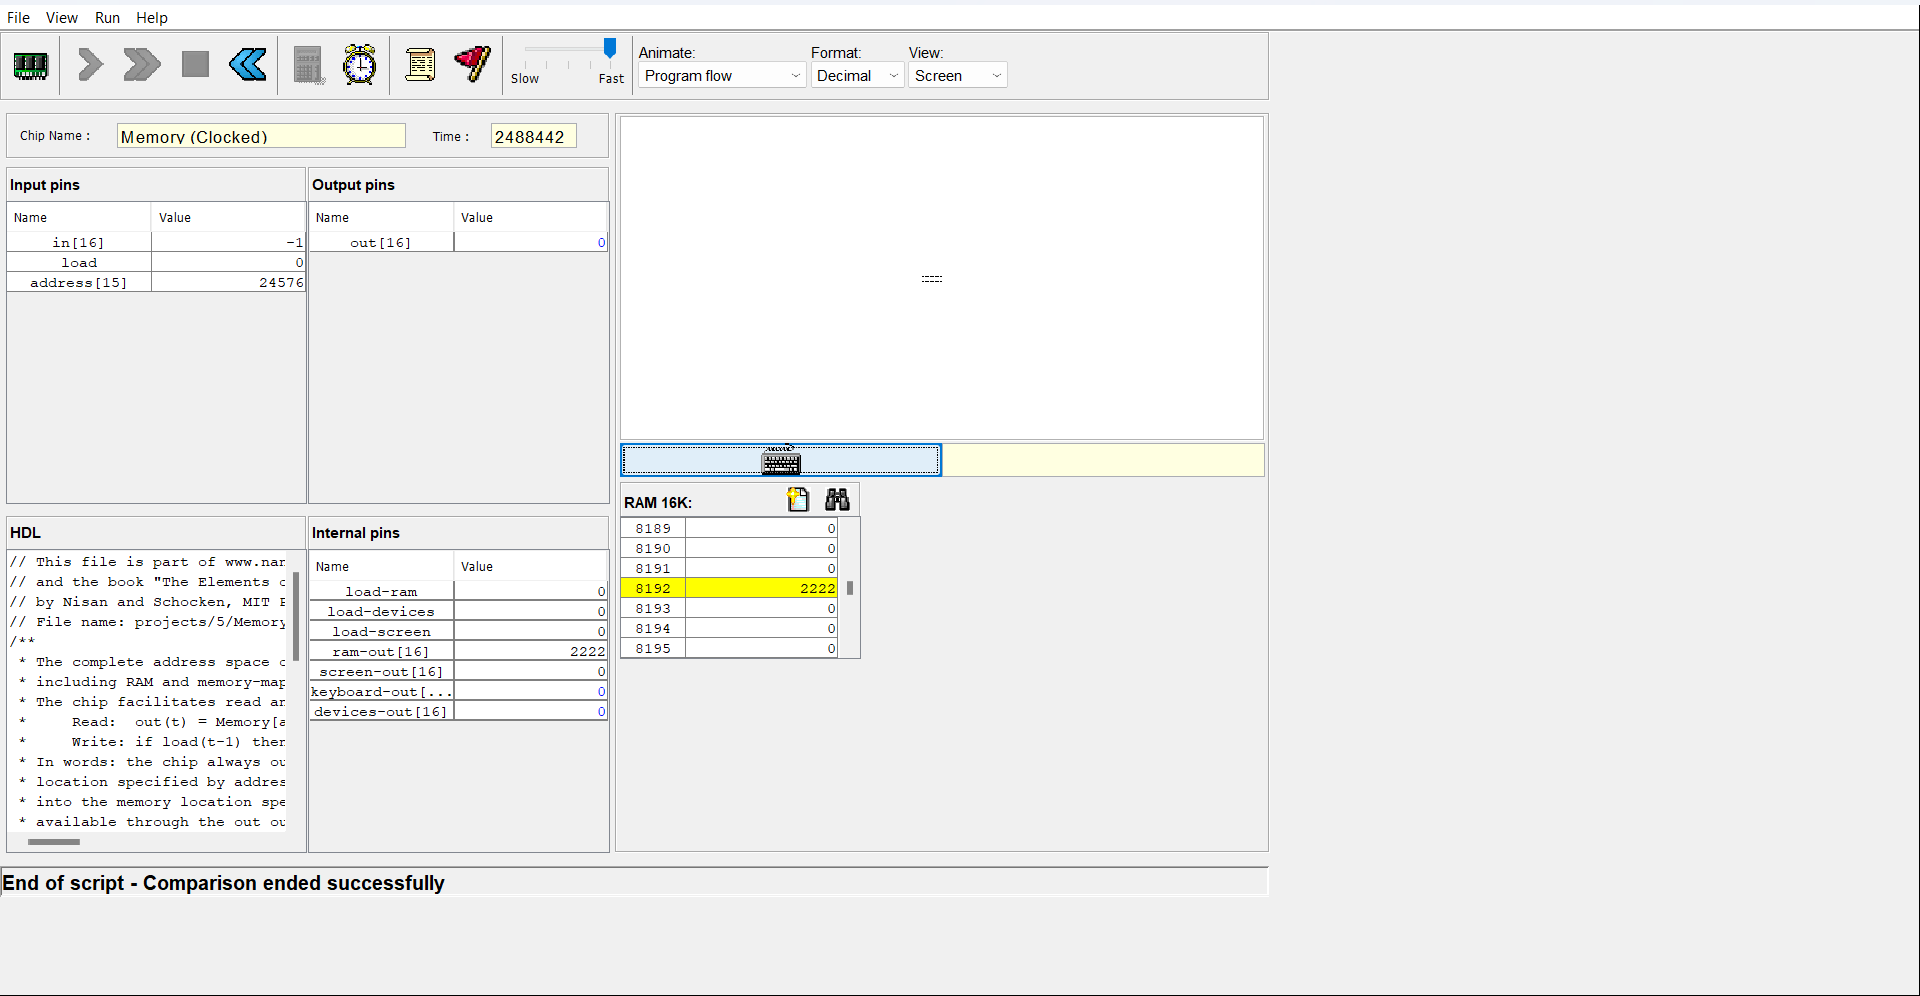 File View Run Help
Slow Fast
Animate: Format: View:
Program flow Decimal Screen
Chip Name : Memory (Clocked) Time : 2488442
Input pins
Name Value
in[16] -1
load 0
address[15] 24576
Output pins
Name Value
out[16] 0
HDL
// This file is part of www.nan
// and the book "The Elements o
// by Nisan and Schocken, MIT P
// File name: projects/5/Memory
/**
* The complete address space o
* including RAM and memory-map
* The chip facilitates read an
* Read: out(t) = Memory[a
* Write: if load(t-1) then
* In words: the chip always ou
* location specified by addres
* into the memory location spe
* available through the out ou
Internal pins
Name Value
load-ram 0
load-devices 0
load-screen 0
ram-out[16] 2222
screen-out[16] 0
keyboard-out[... 0
devices-out[16] 0
RAM 16K:
8189 0
8190 0
8191 0
8192 2222
8193 0
8194 0
8195 0
End of script - Comparison ended successfully